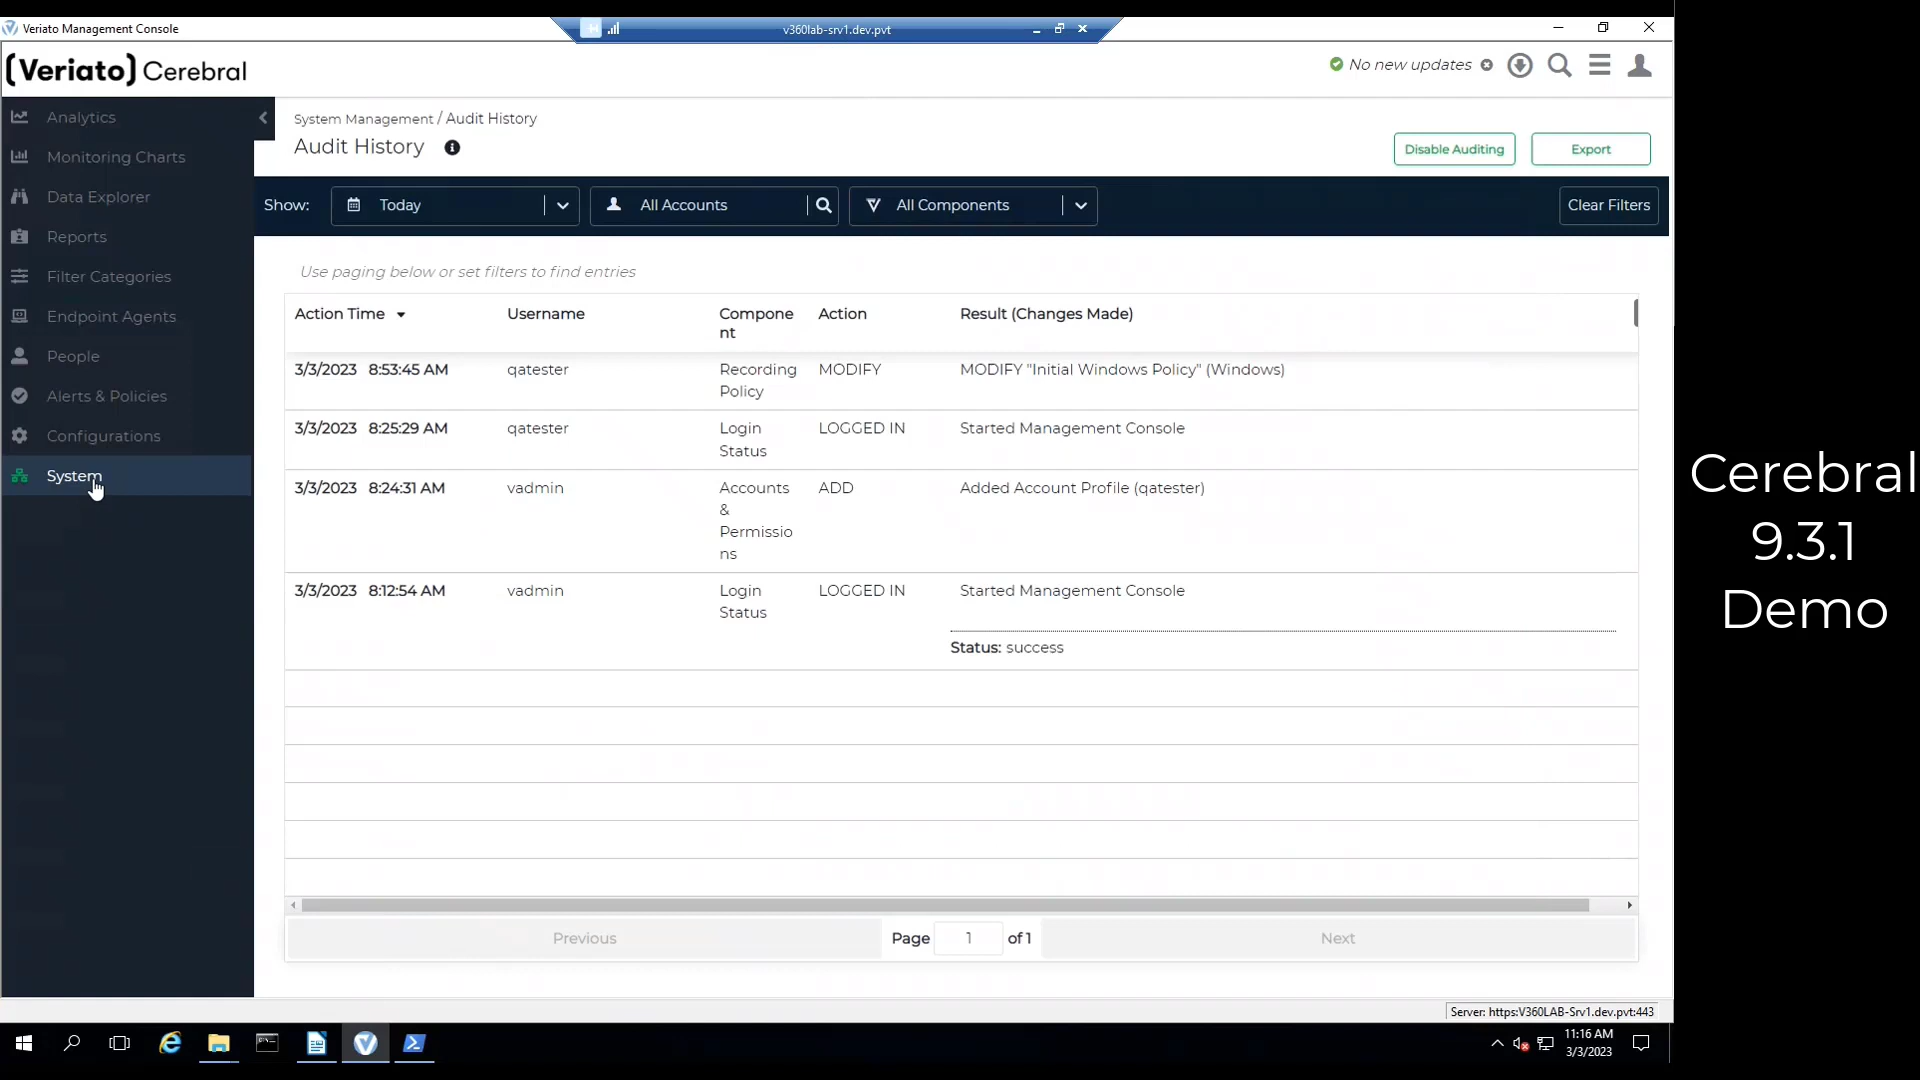 Veriato Management Console
v360lab-srv1.dev.pvt
(Veriato) Cerebral
No new updates
Analytics
Monitoring Charts
Data Explorer
Reports
Filter Categories
Endpoint Agents
People
Alerts & Policies
Configurations
System
System Management / Audit History
Audit History
Disable Auditing
Export
Show:
Today
All Accounts
All Components
Clear Filters
Use paging below or set filters to find entries
Action Time
Username
Compone
nt
Action
Result (Changes Made)
3/3/2023 8:53:45 AM
qatester
Recording
Policy
MODIFY
MODIFY "Initial Windows Policy" (Windows)
3/3/2023 8:25:29 AM
qatester
Login
Status
LOGGED IN
Started Management Console
3/3/2023 8:24:31 AM
vadmin
Accounts
&
Permissio
ns
ADD
Added Account Profile (qatester)
3/3/2023 8:12:54 AM
vadmin
Login
Status
LOGGED IN
Started Management Console
Status: success
Previous
Page 1 of 1
Next
Server: https:V360LAB-Srv1.dev.pvt:443
11:16 AM
3/3/2023
Cerebral
9.3.1
Demo